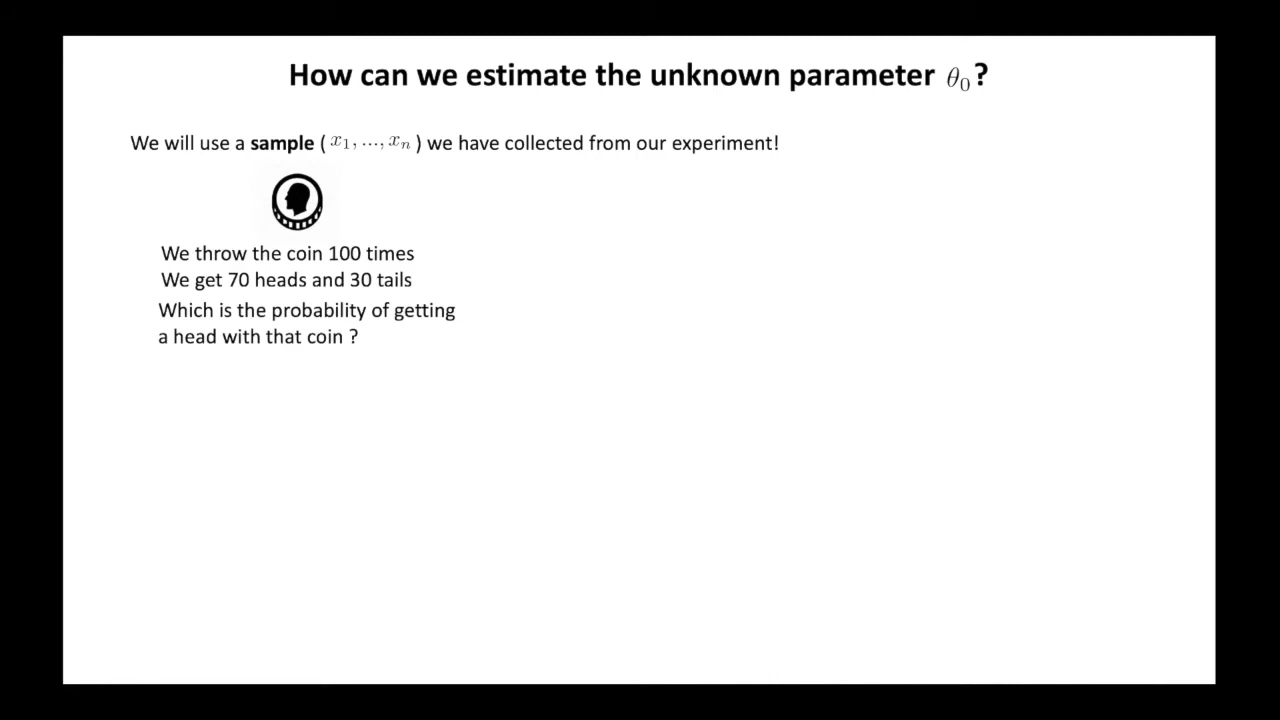 How can we estimate the unknown parameter θ₀?
We will use a sample ( x₁, ..., xₙ ) we have collected from our experiment!
We throw the coin 100 times
We get 70 heads and 30 tails
Which is the probability of getting
a head with that coin ?